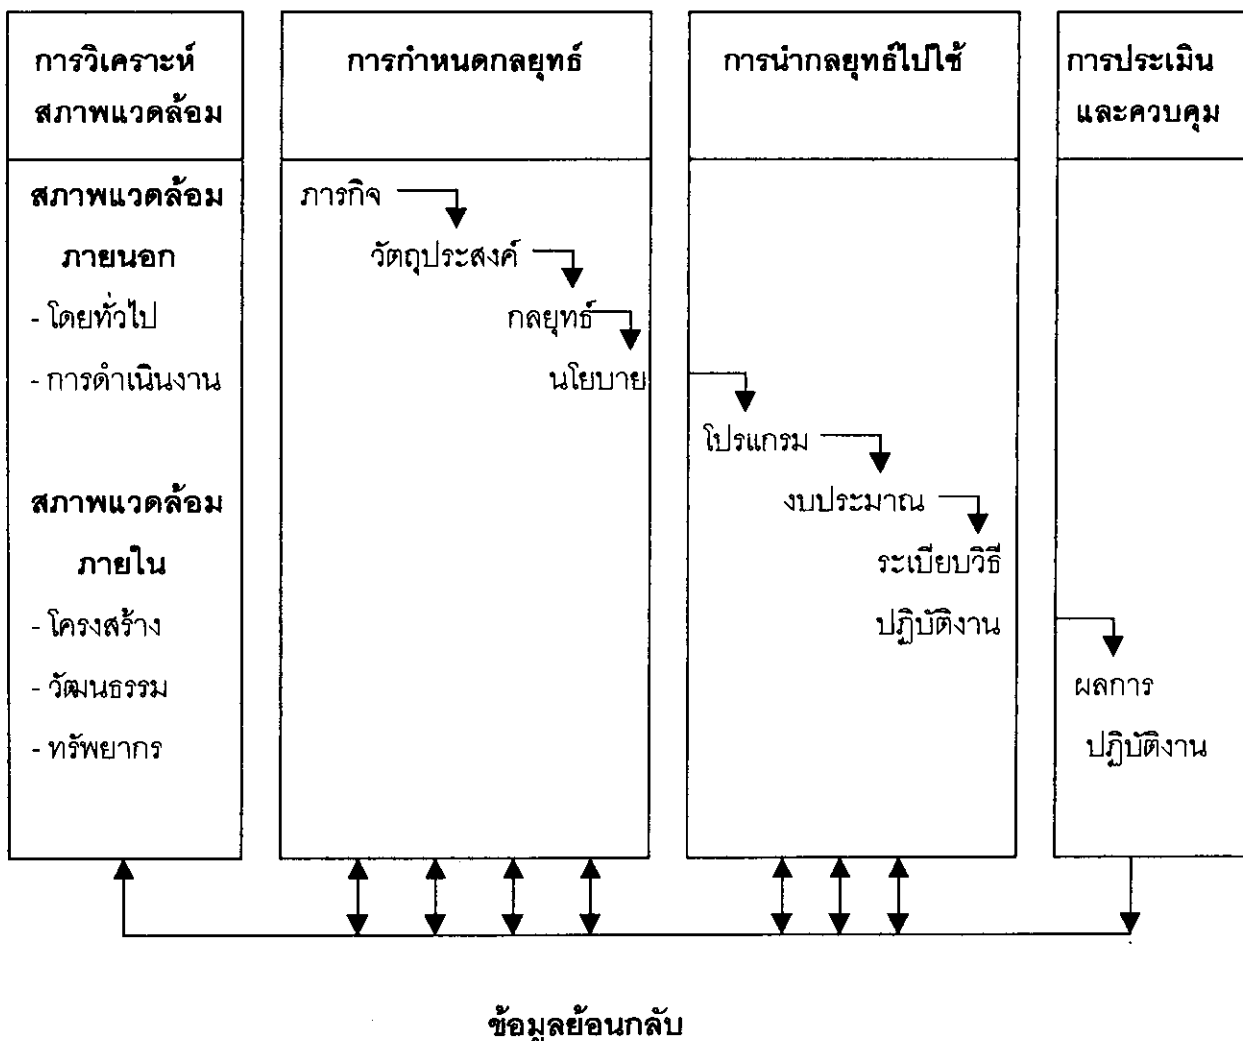 การวิเคราะห์
สภาพแวดล้อม
สภาพแวดล้อม
ภายนอก
- โดยทั่วไป
- การดำเนินงาน
สภาพแวดล้อม
ภายใน
- โครงสร้าง
- วัฒนธรรม
- ทรัพยากร
การกำหนดกลยุทธ์
ภารกิจ
วัตถุประสงค์
กลยุทธ์
นโยบาย
การนำกลยุทธ์ไปใช้
โปรแกรม
งบประมาณ
ระเบียบวิธี
ปฏิบัติงาน
การประเมิน
และควบคุม
ผลการ
ปฏิบัติงาน
ข้อมูลย้อนกลับ